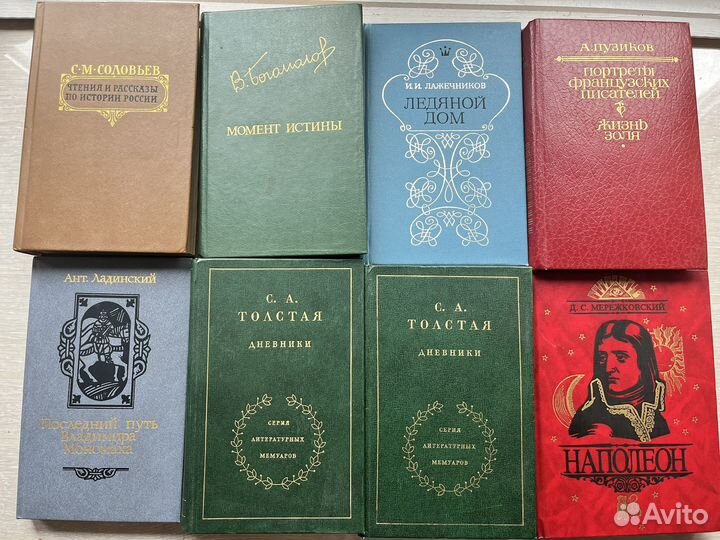 С·М·СОЛОВЬЕВ
ЧТЕНИЯ И РАССКАЗЫ
ПО ИСТОРИИ РОССИИ
В. Богомолов
МОМЕНТ ИСТИНЫ
И. И. ЛАЖЕЧНИКОВ
ЛЕДЯНОЙ
ДОМ
А. ПУЗИКОВ
ПОРТРЕТЫ
ФРАНЦУЗСКИХ
ПИСАТЕЛЕЙ
ЖИЗНЬ
ЗОЛЯ
Ант. Ладинский
Последний путь
Владимира
Мономаха
С. А.
ТОЛСТАЯ
ДНЕВНИКИ
СЕРИЯ
ЛИТЕРАТУРНЫХ
МЕМУАРОВ
С. А.
ТОЛСТАЯ
ДНЕВНИКИ
СЕРИЯ
ЛИТЕРАТУРНЫХ
МЕМУАРОВ
Д. С. МЕРЕЖКОВСКИЙ
НАПОЛЕОН
Avito